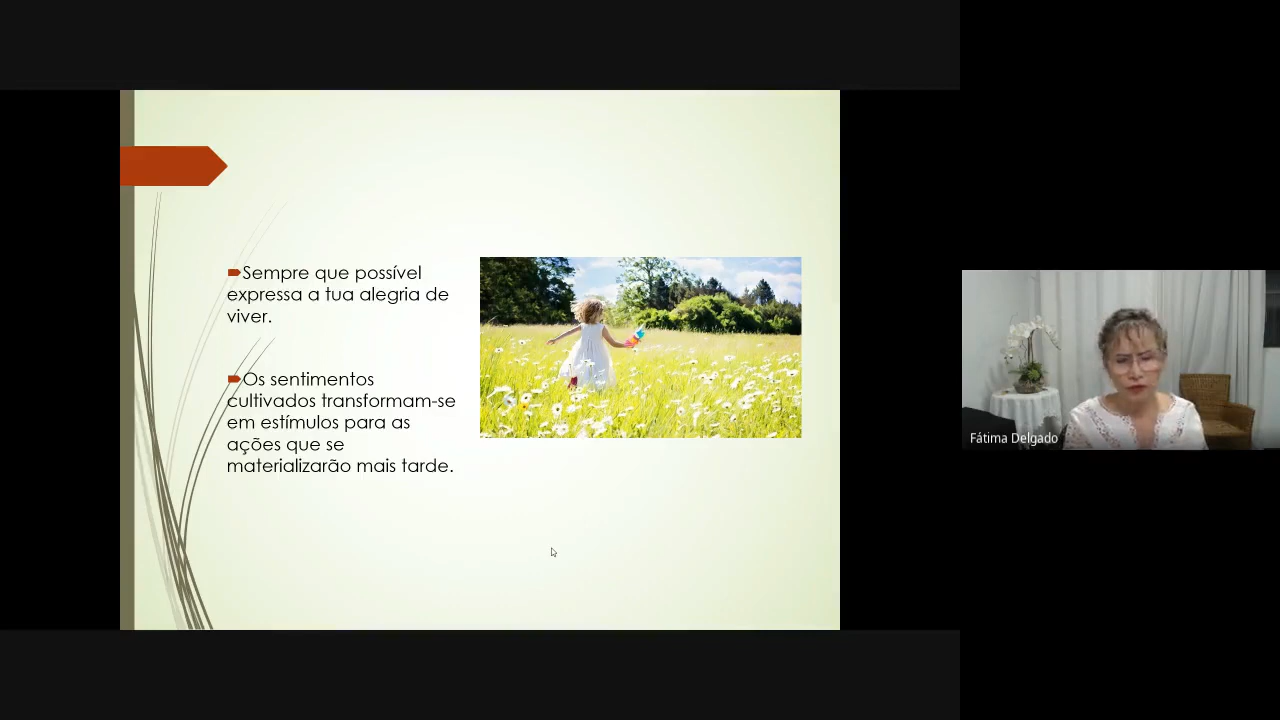 Sempre que possível
expressa a tua alegria de
viver.
Os sentimentos
cultivados transformam-se
em estímulos para as
ações que se
materializarão mais tarde.
Fátima Delgado